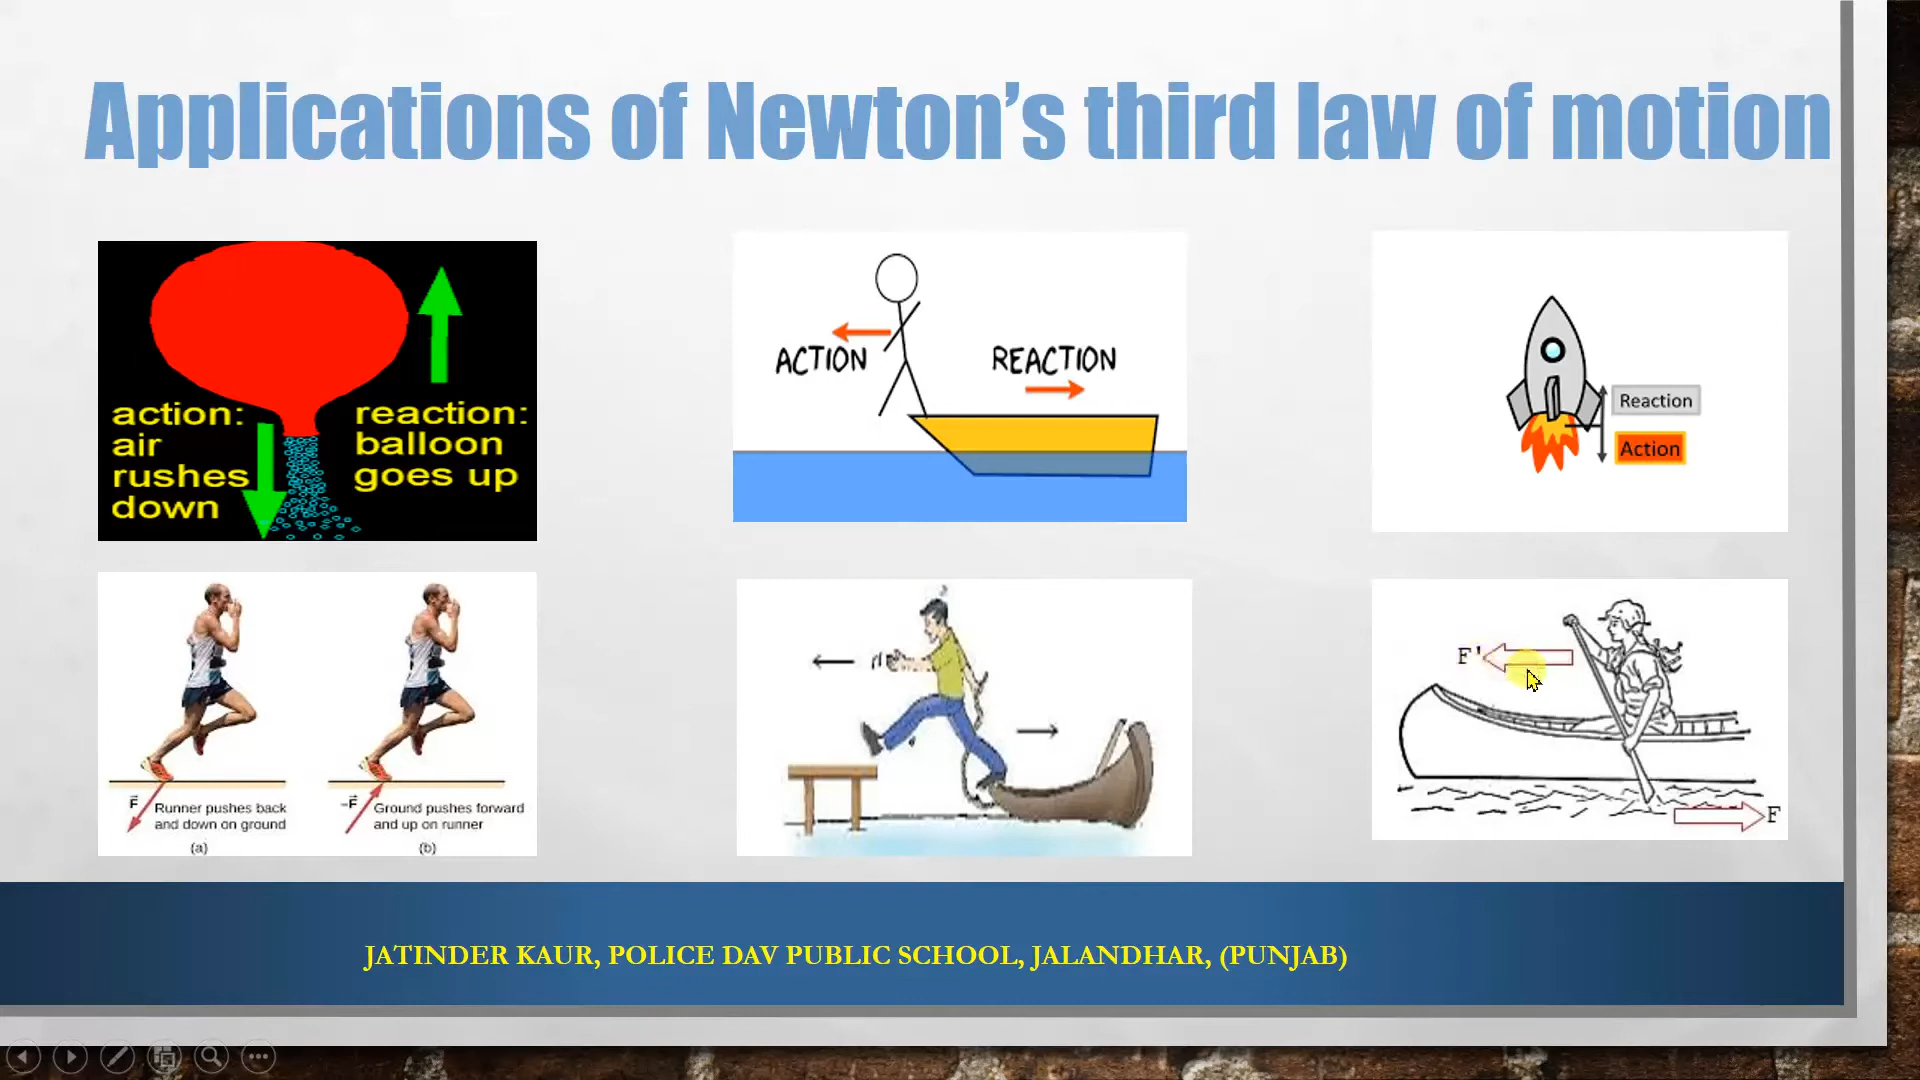 Applications of Newton's third law of motion
action:
air
rushes
down
reaction:
balloon
goes up
ACTION
REACTION
Reaction
Action
F⃗
Runner pushes back
and down on ground
(a)
-F⃗
Ground pushes forward
and up on runner
(b)
F'
F
JATINDER KAUR, POLICE DAV PUBLIC SCHOOL, JALANDHAR, (PUNJAB)